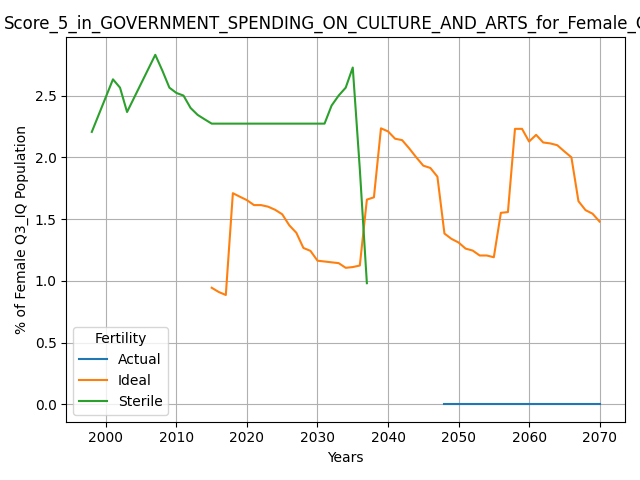 Score_5_in_GOVERNMENT_SPENDING_ON_CULTURE_AND_ARTS_for_Female_
% of Female Q3_IQ Population
2.5
2.0
1.5
1.0
0.5
0.0
Fertility
Actual
Ideal
Sterile
2000 2010 2020 2030 2040 2050 2060 2070
Years